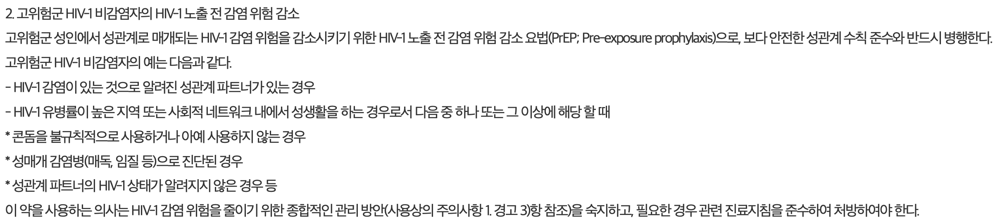 2. 고위험군 HIV-1 비감염자의 HIV-1 노출 전 감염 위험 감소
고위험군 성인에서 성관계로 매개되는 HIV-1 감염 위험을 감소시키기 위한 HIV-1 노출 전 감염 위험 감소 요법(PrEP; Pre-exposure prophylaxis)으로, 보다 안전한 성관계 수칙 준수와 반드시 병행한다.
고위험군 HIV-1 비감염자의 예는 다음과 같다.
- HIV-1 감염이 있는 것으로 알려진 성관계 파트너가 있는 경우
- HIV-1 유병률이 높은 지역 또는 사회적 네트워크 내에서 성생활을 하는 경우로서 다음 중 하나 또는 그 이상에 해당 할 때
* 콘돔을 불규칙적으로 사용하거나 아예 사용하지 않는 경우
* 성매개 감염병(매독, 임질 등)으로 진단된 경우
* 성관계 파트너의 HIV-1 상태가 알려지지 않은 경우 등
이 약을 사용하는 의사는 HIV-1 감염 위험을 줄이기 위한 종합적인 관리 방안(사용상의 주의사항 1. 경고 3)항 참조)을 숙지하고, 필요한 경우 관련 진료지침을 준수하여 처방하여야 한다.